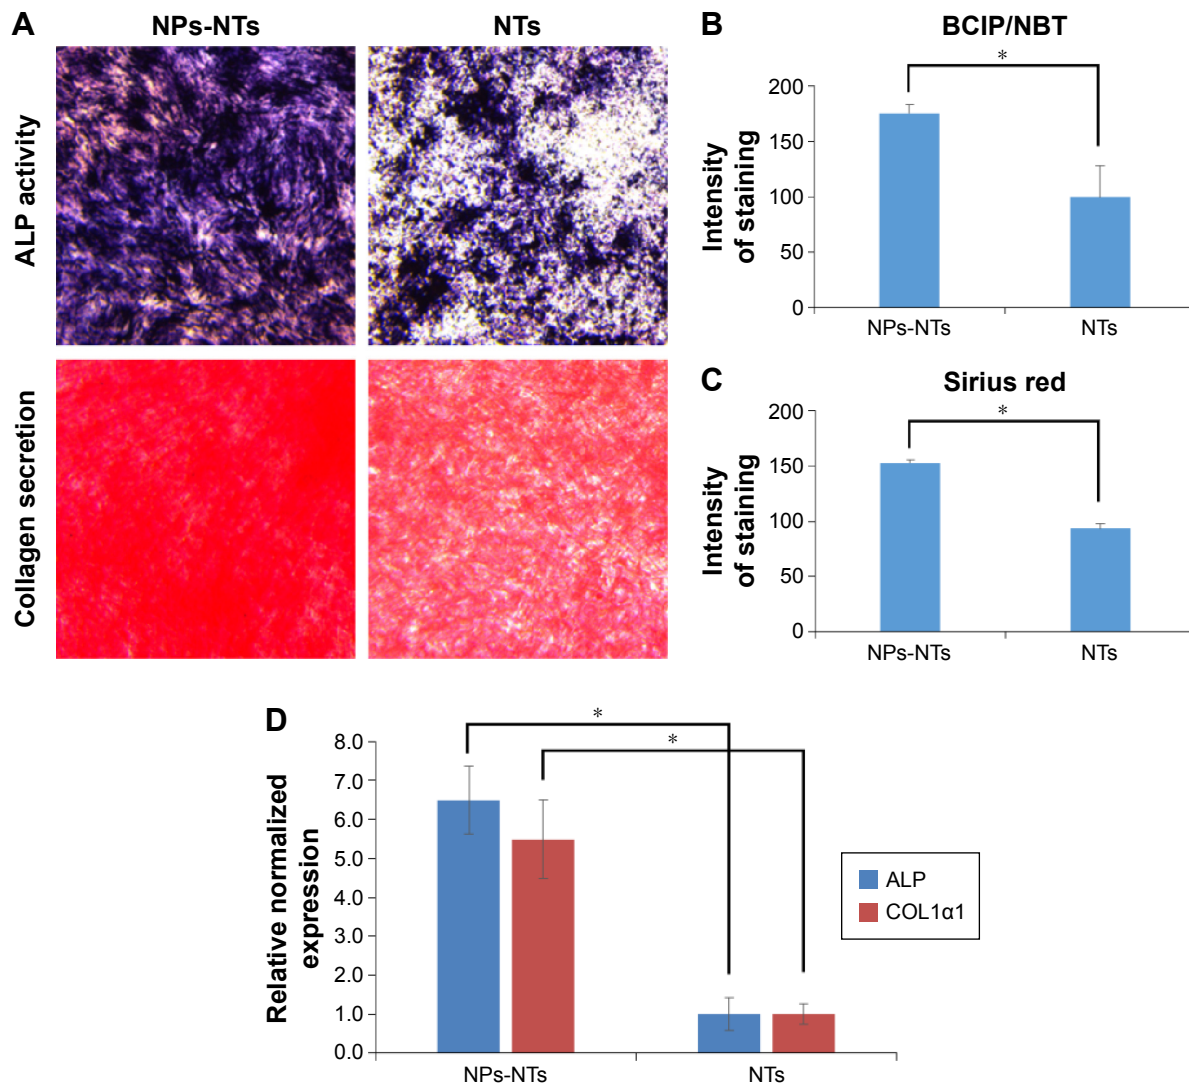 A
NPs-NTs
NTs
ALP activity
Collagen secretion
B
BCIP/NBT
*
Intensity
of staining
200
150
100
50
0
NPs-NTs
NTs
C
Sirius red
*
Intensity
of staining
200
150
100
50
0
NPs-NTs
NTs
D
*
*
Relative normalized
expression
8.0
7.0
6.0
5.0
4.0
3.0
2.0
1.0
0.0
NPs-NTs
NTs
ALP
COL1α1